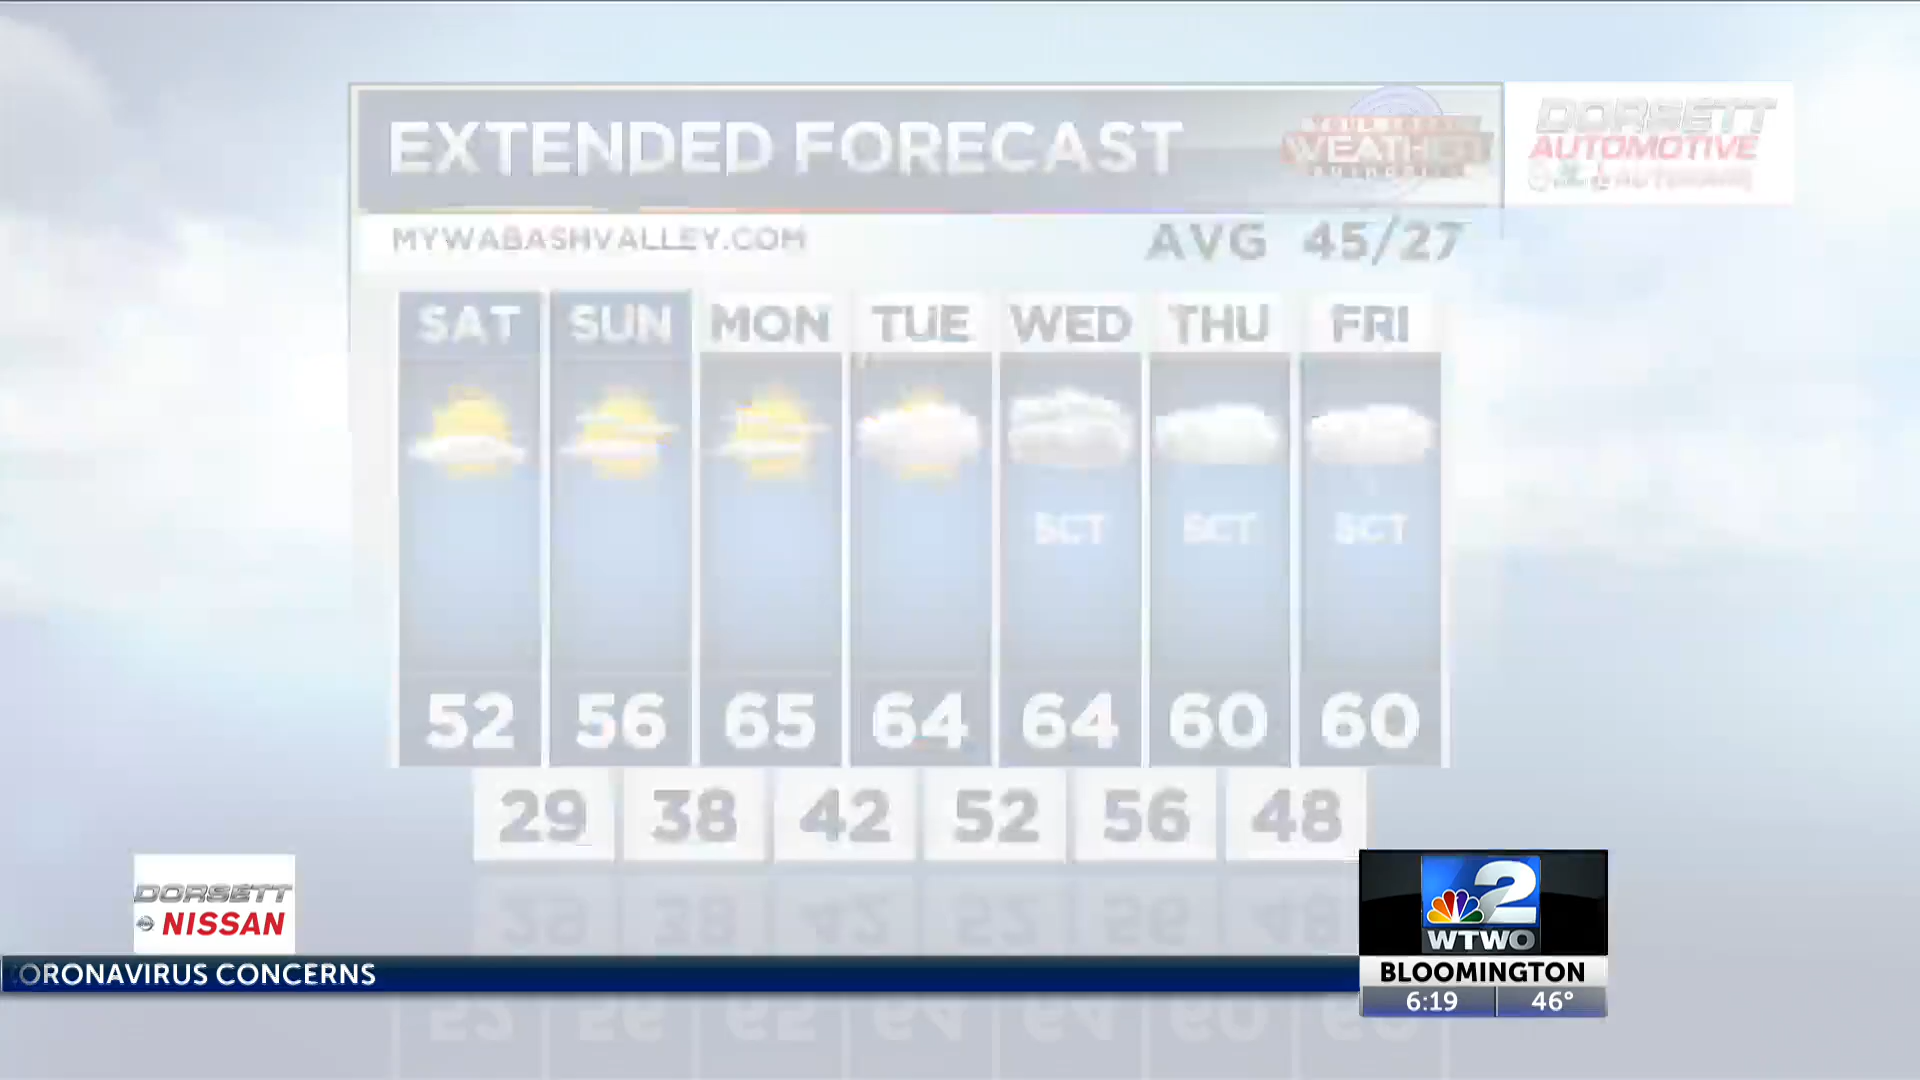 EXTENDED FORECAST
WEATHER
AUTHORITY
DORSETT
AUTOMOTIVE
MYWABASHVALLEY.COM
AVG 45/27
SAT SUN MON TUE WED THU FRI
SCT SCT SCT
52 56 65 64 64 60 60
29 38 42 52 56 48
DORSETT
NISSAN
2
WTWO
ORONAVIRUS CONCERNS
BLOOMINGTON
6:19 46°